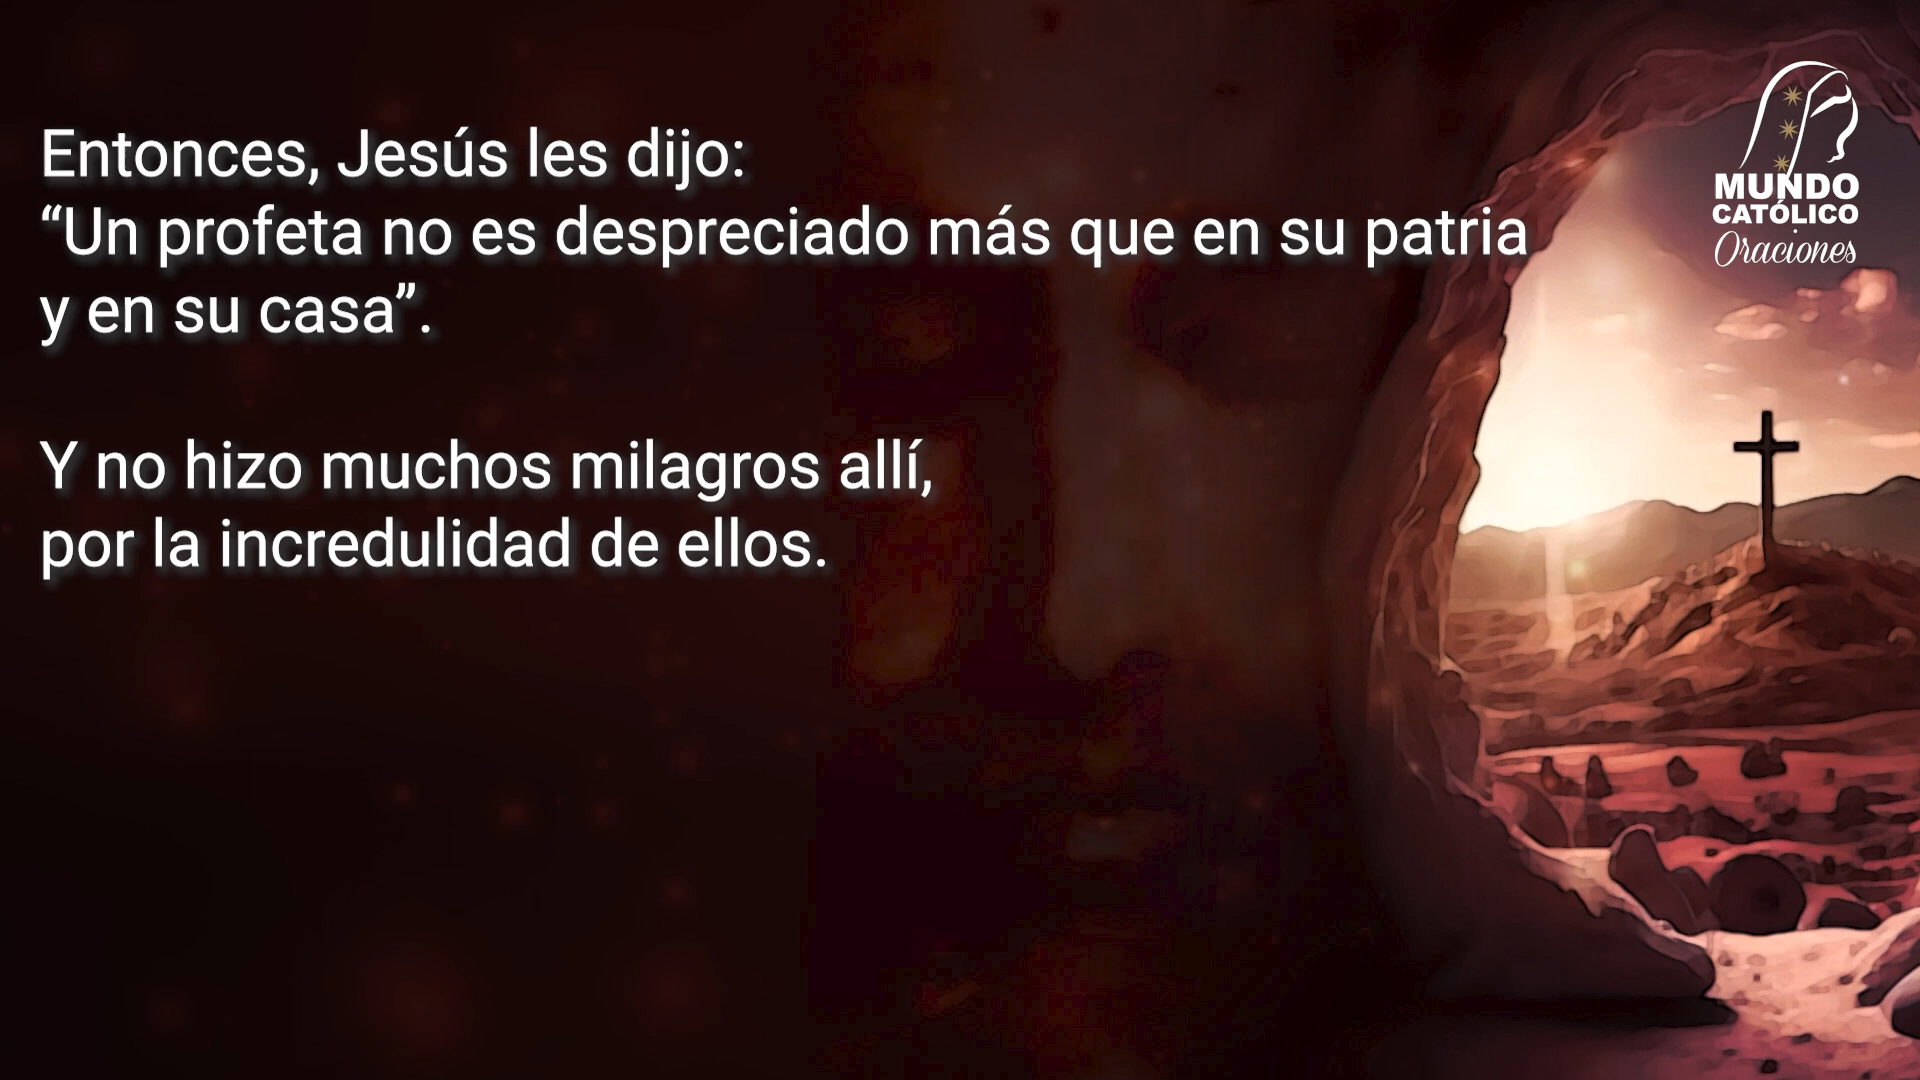 Entonces, Jesús les dijo:
“Un profeta no es despreciado más que en su patria
y en su casa”.
Y no hizo muchos milagros allí,
por la incredulidad de ellos.
MUNDO
CATÓLICO
Oraciones